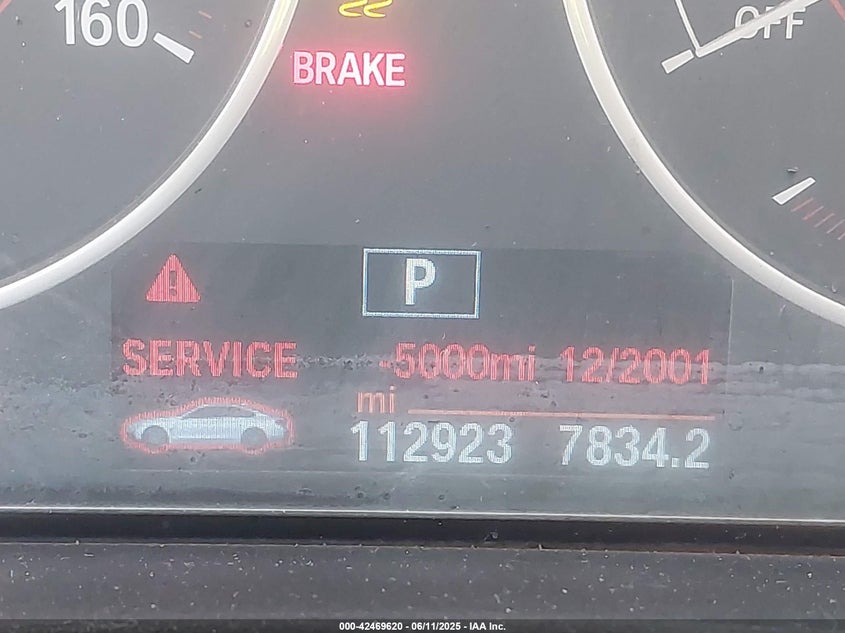 160
OFF
BRAKE
P
SERVICE -5000mi 12/2001
mi
112923 7834.2
000-42469620 - 06/11/2025 - IAA Inc.